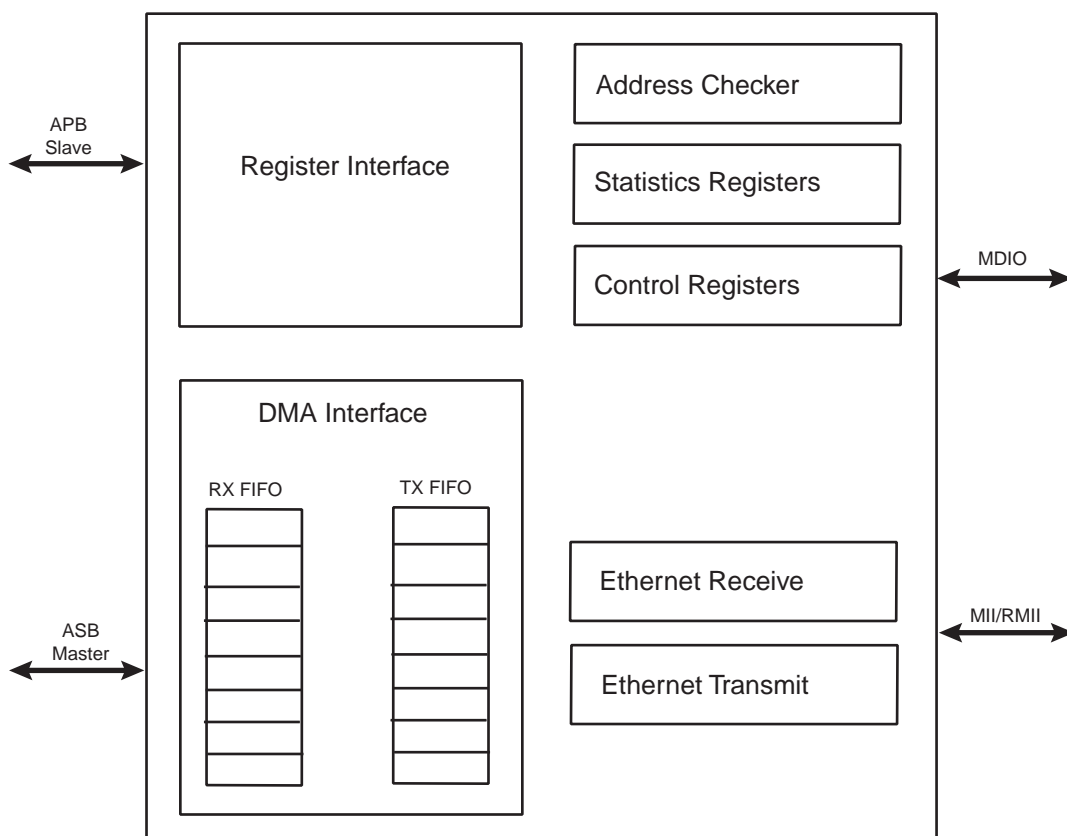 APB
Slave
Register Interface
Address Checker
Statistics Registers
Control Registers
MDIO
DMA Interface
RX FIFO
TX FIFO
ASB
Master
Ethernet Receive
Ethernet Transmit
MII/RMII